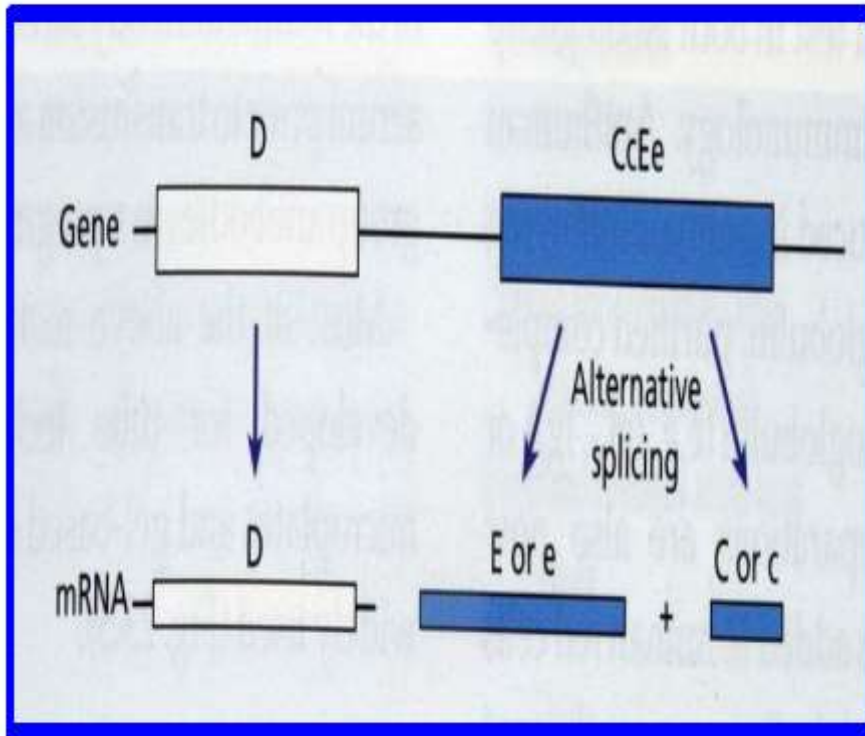 D
CcEe
Gene
Alternative
splicing
D
E or e
C or c
mRNA
+